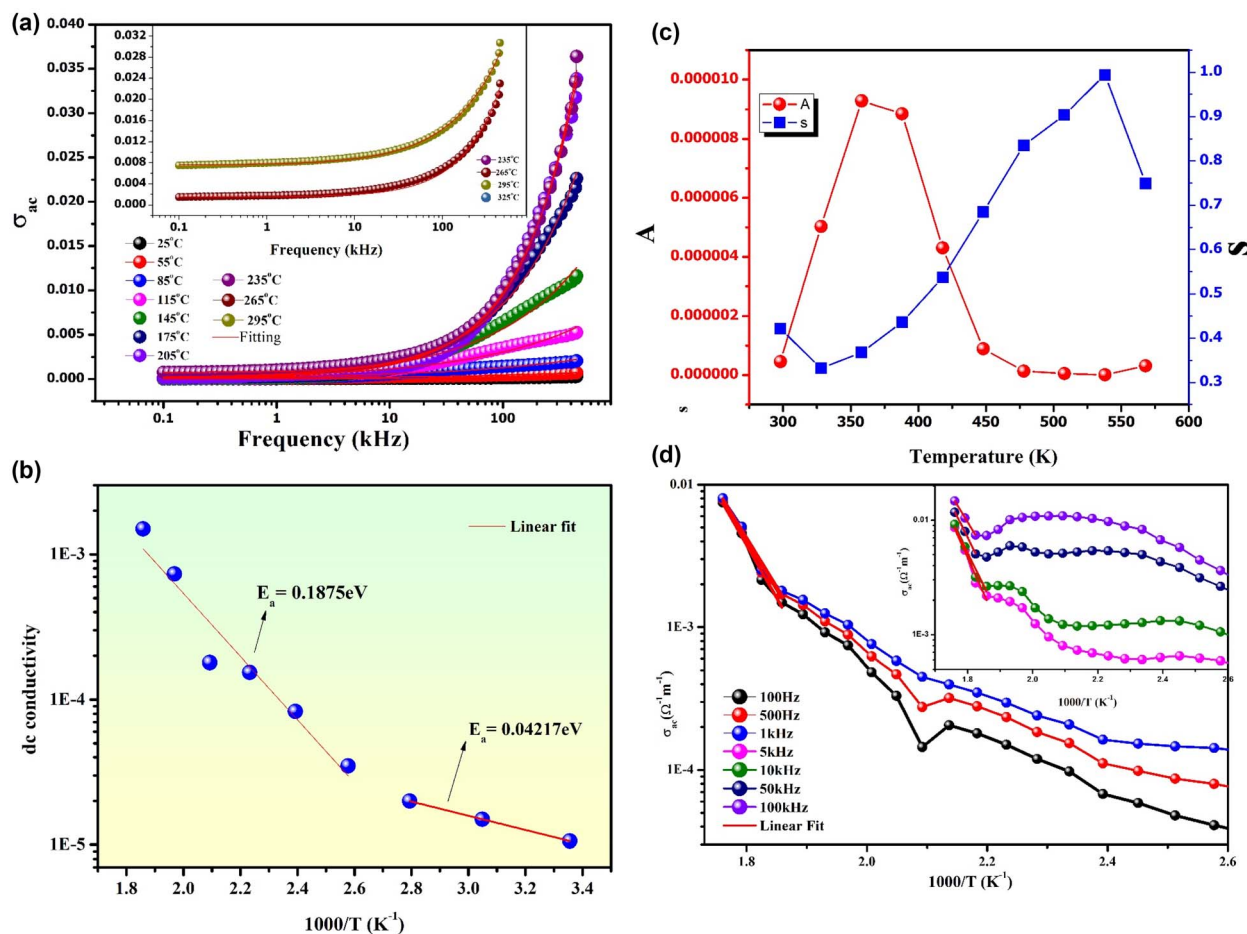 (a)
0.040
0.035
0.030
0.025
0.020
0.015
0.010
0.005
0.000
σac
0.032
0.028
0.024
0.020
0.016
0.012
0.008
0.004
0.000
235°C
265°C
295°C
325°C
0.1 1 10 100
Frequency (kHz)
25°C
55°C
85°C
115°C
145°C
175°C
205°C
235°C
265°C
295°C
Fitting
0.1 1 10 100
Frequency (kHz)
(c)
0.000010
0.000008
0.000006
0.000004
0.000002
0.000000
A
s
A
s
1.0
0.9
0.8
0.7
0.6
0.5
0.4
0.3
S
300 350 400 450 500 550 600
Temperature (K)
(b)
1E-3
1E-4
1E-5
dc conductivity
Linear fit
Ea = 0.1875eV
Ea = 0.04217eV
1.8 2.0 2.2 2.4 2.6 2.8 3.0 3.2 3.4
1000/T (K-1)
(d)
0.01
1E-3
1E-4
σac(Ω-1m-1)
100Hz
500Hz
1kHz
5kHz
10kHz
50kHz
100kHz
Linear Fit
0.01
1E-3
σac(Ω-1m-1)
1.8 2.0 2.2 2.4 2.6
1000/T (K-1)
1.8 2.0 2.2 2.4 2.6
1000/T (K-1)